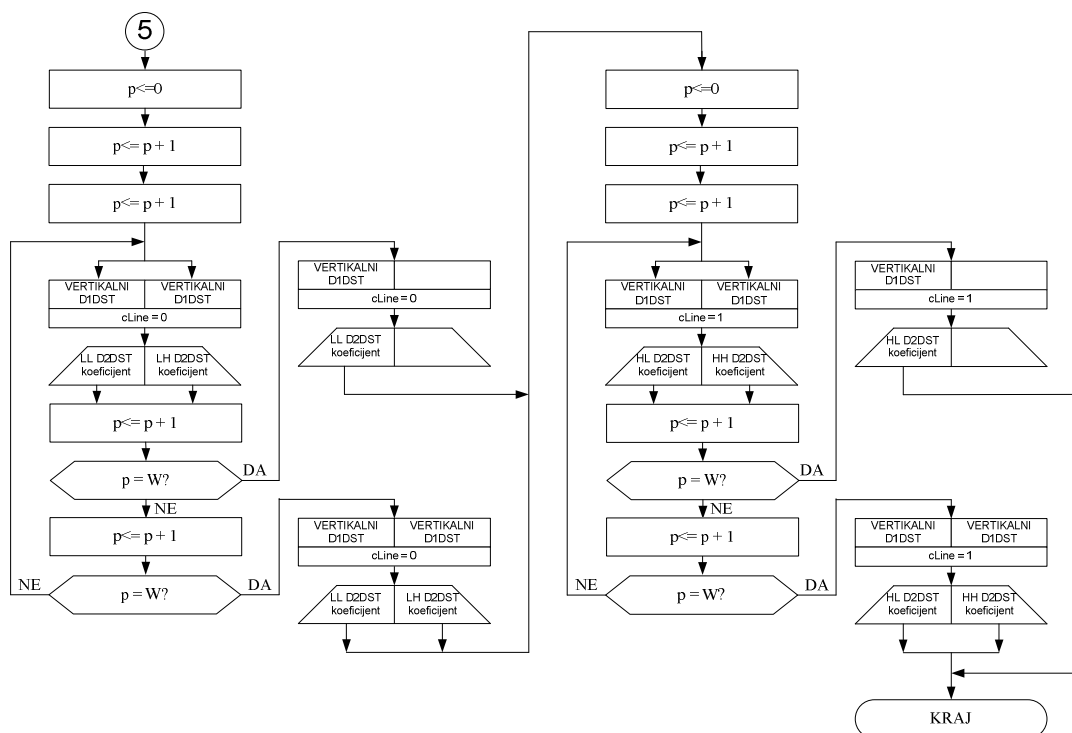 5
p<=0
p<= p + 1
p<= p + 1
VERTIKALNI D1DST
VERTIKALNI D1DST
cLine = 0
LL D2DST koeficijent
LH D2DST koeficijent
p<= p + 1
p = W?
DA
NE
p<= p + 1
p = W?
NE
DA
VERTIKALNI D1DST
cLine = 0
LL D2DST koeficijent
VERTIKALNI D1DST
VERTIKALNI D1DST
cLine = 0
LL D2DST koeficijent
LH D2DST koeficijent
p<=0
p<= p + 1
p<= p + 1
VERTIKALNI D1DST
VERTIKALNI D1DST
cLine = 1
HL D2DST koeficijent
HH D2DST koeficijent
p<= p + 1
p = W?
DA
NE
p<= p + 1
p = W?
NE
DA
VERTIKALNI D1DST
cLine = 1
HL D2DST koeficijent
VERTIKALNI D1DST
VERTIKALNI D1DST
cLine = 1
HL D2DST koeficijent
HH D2DST koeficijent
KRAJ